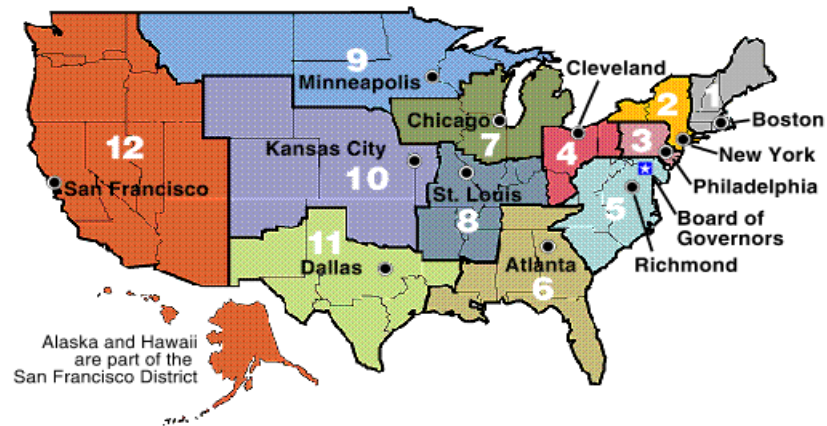 9
Minneapolis
Cleveland
2
1
Chicago
7
Boston
12
Kansas City
4
3
New York
10
San Francisco
St. Louis
Philadelphia
8
5
Board of
Governors
11
Dallas
Atlanta
Richmond
6
Alaska and Hawaii
are part of the
San Francisco District